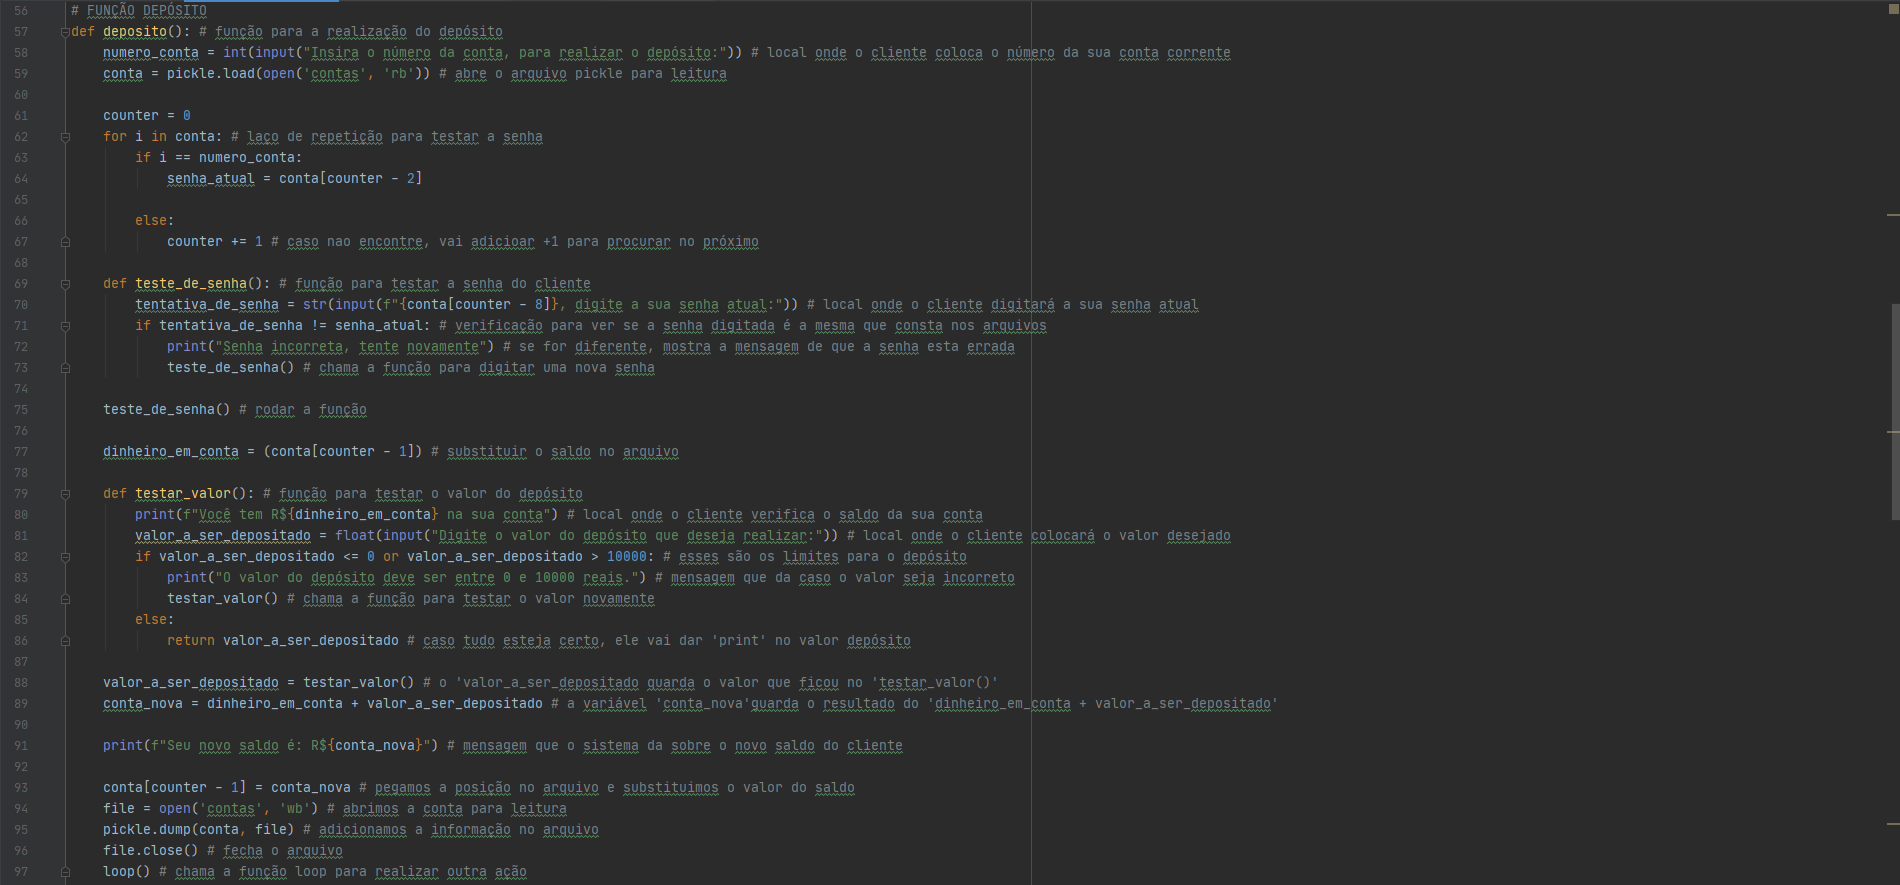 56 # FUNÇÃO DEPÓSITO
57 def deposito(): # função para a realização do depósito
58 numero_conta = int(input("Insira o número da conta, para realizar o depósito:")) # local onde o cliente coloca o número da sua conta corrente
59 conta = pickle.load(open('contas', 'rb')) # abre o arquivo pickle para leitura
60
61 counter = 0
62 for i in conta: # laço de repetição para testar a senha
63 if i == numero_conta:
64 senha_atual = conta[counter - 2]
65
66 else:
67 counter += 1 # caso nao encontre, vai adicioar +1 para procurar no próximo
68
69 def teste_de_senha(): # função para testar a senha do cliente
70 tentativa_de_senha = str(input(f"{conta[counter - 8]}, digite a sua senha atual:")) # local onde o cliente digitará a sua senha atual
71 if tentativa_de_senha != senha_atual: # verificação para ver se a senha digitada é a mesma que consta nos arquivos
72 print("Senha incorreta, tente novamente") # se for diferente, mostra a mensagem de que a senha esta errada
73 teste_de_senha() # chama a função para digitar uma nova senha
74
75 teste_de_senha() # rodar a função
76
77 dinheiro_em_conta = (conta[counter - 1]) # substituir o saldo no arquivo
78
79 def testar_valor(): # função para testar o valor do depósito
80 print(f"Você tem R${dinheiro_em_conta} na sua conta") # local onde o cliente verifica o saldo da sua conta
81 valor_a_ser_depositado = float(input("Digite o valor do depósito que deseja realizar:")) # local onde o cliente colocará o valor desejado
82 if valor_a_ser_depositado <= 0 or valor_a_ser_depositado > 10000: # esses são os limites para o depósito
83 print("O valor do depósito deve ser entre 0 e 10000 reais.") # mensagem que da caso o valor seja incorreto
84 testar_valor() # chama a função para testar o valor novamente
85 else:
86 return valor_a_ser_depositado # caso tudo esteja certo, ele vai dar 'print' no valor depósito
87
88 valor_a_ser_depositado = testar_valor() # o 'valor_a_ser_depositado guarda o valor que ficou no 'testar_valor()'
89 conta_nova = dinheiro_em_conta + valor_a_ser_depositado # a variável 'conta_nova'guarda o resultado do 'dinheiro_em_conta + valor_a_ser_depositado'
90
91 print(f"Seu novo saldo é: R${conta_nova}") # mensagem que o sistema da sobre o novo saldo do cliente
92
93 conta[counter - 1] = conta_nova # pegamos a posição no arquivo e substituimos o valor do saldo
94 file = open('contas', 'wb') # abrimos a conta para leitura
95 pickle.dump(conta, file) # adicionamos a informação no arquivo
96 file.close() # fecha o arquivo
97 loop() # chama a função loop para realizar outra ação